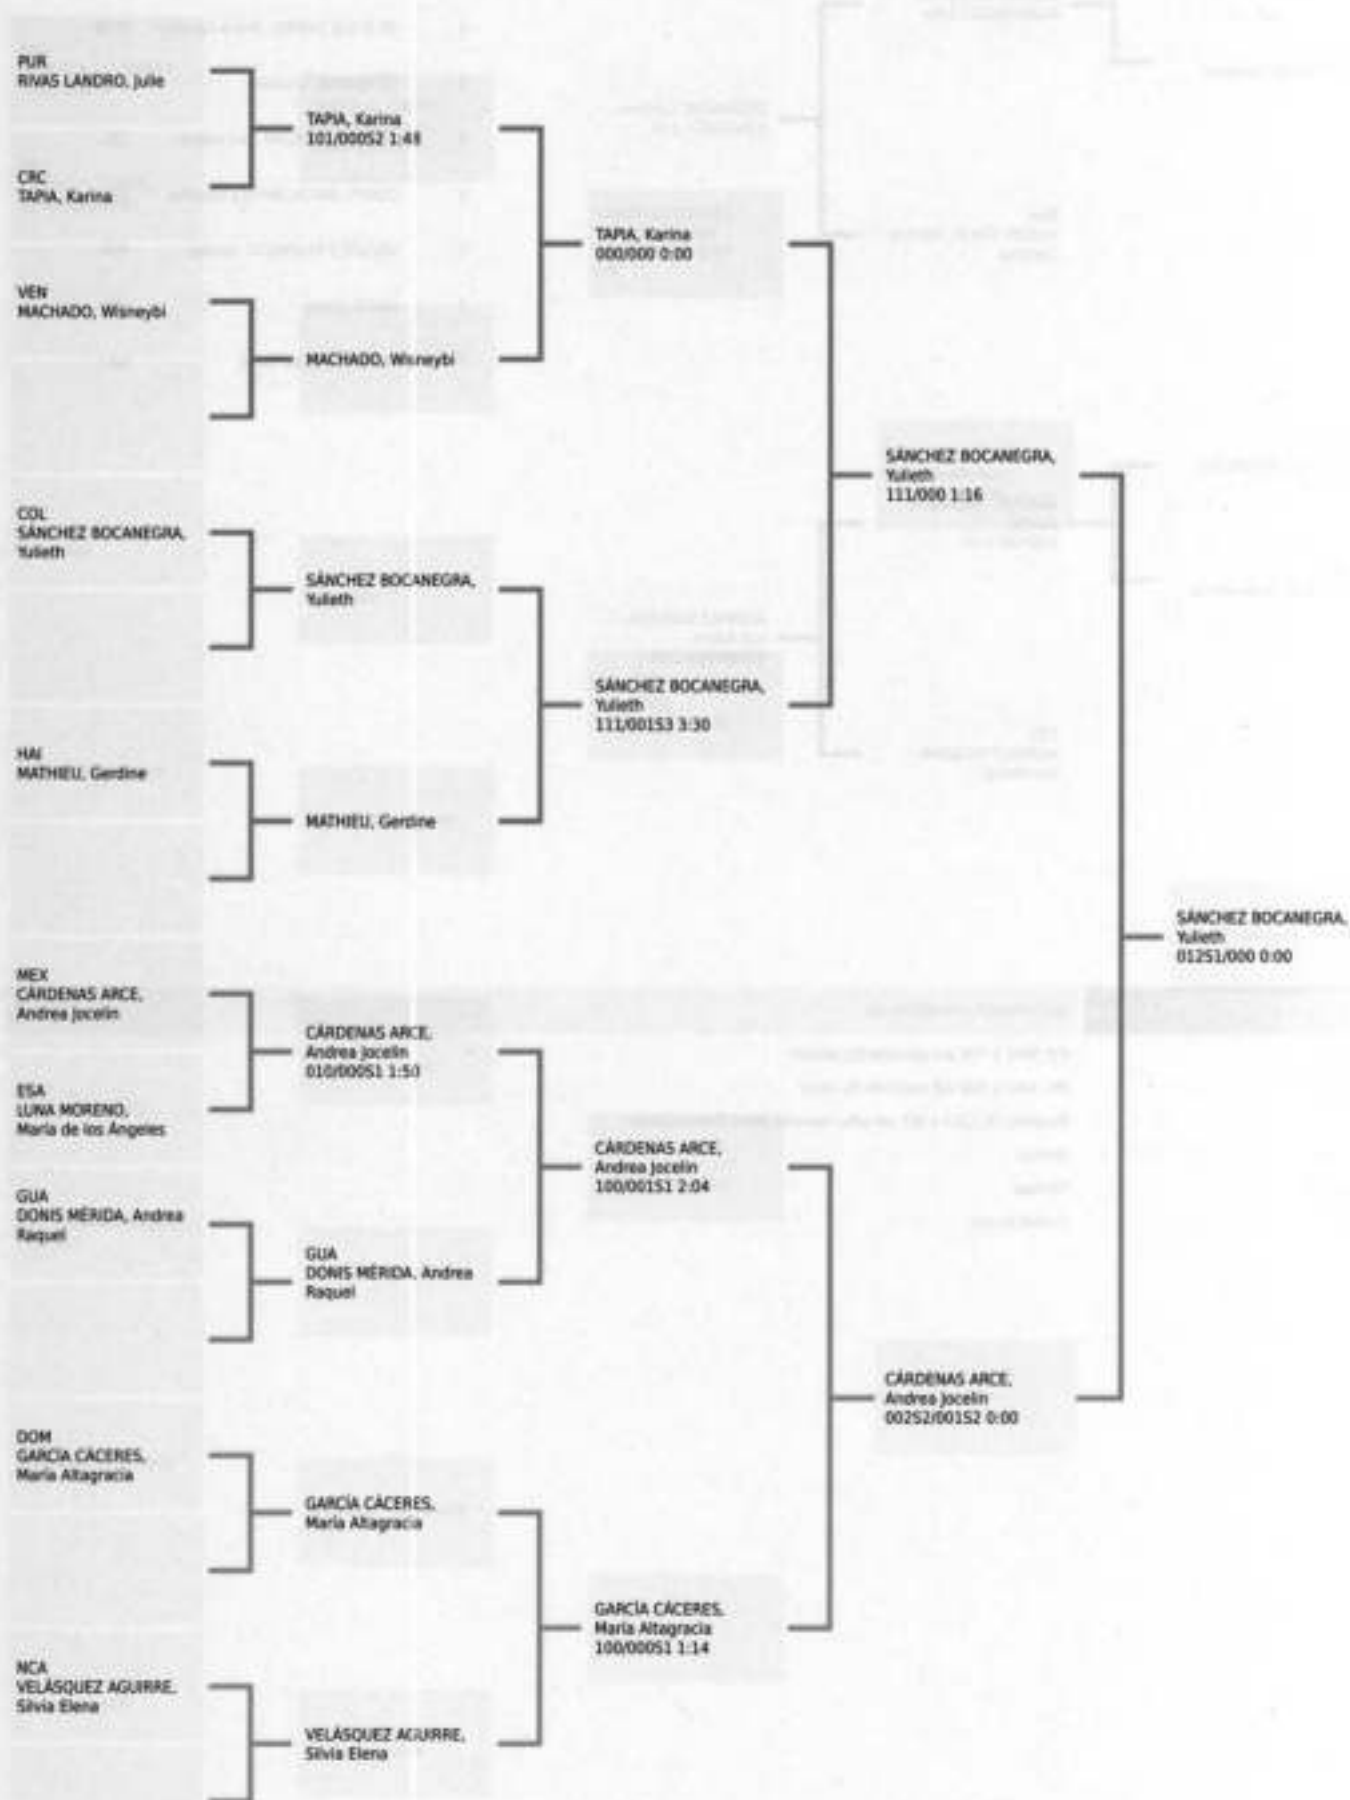 PUR
RIVAS LANDRO, Julie
TAPIA, Karina
101/000S2 1:48
CRC
TAPIA, Karina
TAPIA, Karina
000/000 0:00
VEN
MACHADO, Wisneybi
MACHADO, Wisneybi
SÁNCHEZ BOCANEGRA,
Yulieth
111/000 1:16
COL
SÁNCHEZ BOCANEGRA,
Yulieth
SÁNCHEZ BOCANEGRA,
Yulieth
SÁNCHEZ BOCANEGRA,
Yulieth
111/001S3 3:30
HAI
MATHIEU, Gerdine
MATHIEU, Gerdine
SÁNCHEZ BOCANEGRA,
Yulieth
012S1/000 0:00
MEX
CÁRDENAS ARCE,
Andrea Jocelin
CÁRDENAS ARCE,
Andrea Jocelin
010/000S1 1:50
ESA
LUNA MORENO,
María de los Ángeles
CÁRDENAS ARCE,
Andrea Jocelin
100/001S1 2:04
GUA
DONIS MÉRIDA, Andrea
Raquel
GUA
DONIS MÉRIDA, Andrea
Raquel
CÁRDENAS ARCE,
Andrea Jocelin
002S2/001S2 0:00
DOM
GARCÍA CÁCERES,
María Altagracia
GARCÍA CÁCERES,
María Altagracia
GARCÍA CÁCERES,
María Altagracia
100/000S1 1:14
NCA
VELÁSQUEZ AGUIRRE,
Silvia Elena
VELÁSQUEZ AGUIRRE,
Silvia Elena